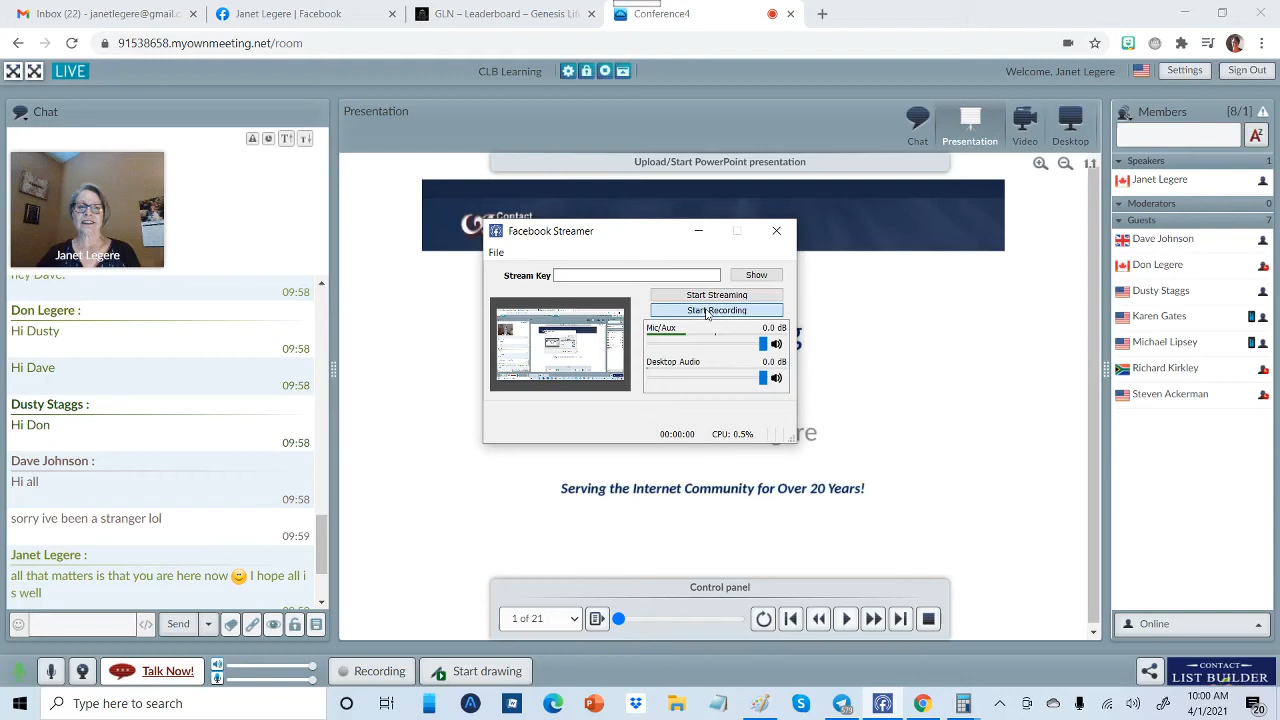 Inbox (22) - janetlegere@gmail.c
Janet Legere | Facebook
GLN – Leaderboard – Genesis Life
Conference4
91538658.myownmeeting.net/room
LIVE
CLB Learning
Welcome, Janet Legere
Settings
Sign Out
Chat
Janet Legere
hey Dave.
09:58
Don Legere :
Hi Dusty
09:58
Hi Dave
09:58
Dusty Staggs :
Hi Don
09:58
Dave Johnson :
Hi all
09:58
sorry ive been a stranger lol
09:59
Janet Legere :
all that matters is that you are here now 😊 I hope all i
s well
Send
Presentation
Chat
Presentation
Video
Desktop
Upload/Start PowerPoint presentation
Contact
Facebook Streamer
File
Stream Key
Show
Start Streaming
Start Recording
Mic/Aux 0.0 dB
Desktop Audio 0.0 dB
00:00:00 CPU: 0.5%
Serving the Internet Community for Over 20 Years!
Control panel
1 of 21
Members [8/1]
Speakers 1
Janet Legere
Moderators 0
Guests 7
Dave Johnson
Don Legere
Dusty Staggs
Karen Gates
Michael Lipsey
Richard Kirkley
Steven Ackerman
Online
Talk Now!
Recording
Start drawing
CONTACT
LIST BUILDER
Type here to search
10:00 AM
4/1/2021
20